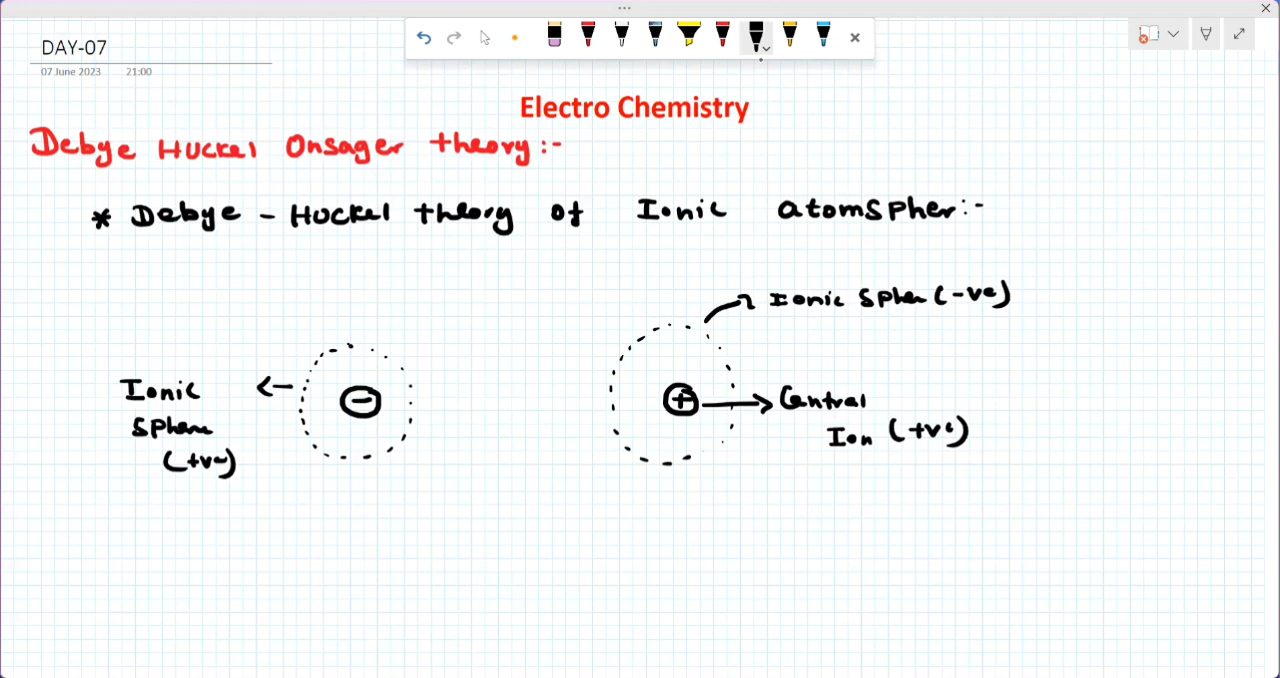 DAY-07
07 June 2023 21:00
Electro Chemistry
Debye Huckel Onsager theory:-
* Debye - Huckel theory of Ionic atomspher:-
Ionic spher (-ve)
Ionic
sphere
(+ve)
Central
Ion (+ve)